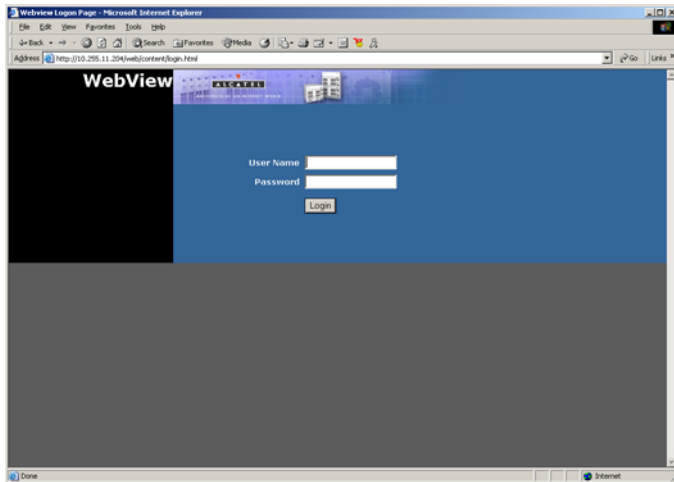 Webview Logon Page - Microsoft Internet Explorer
File Edit View Favorites Tools Help
Back Search Favorites Media
Address http://10.255.11.204/web/content/login.html Go Links
WebView
ALCATEL
User Name
Password
Login
Done Internet